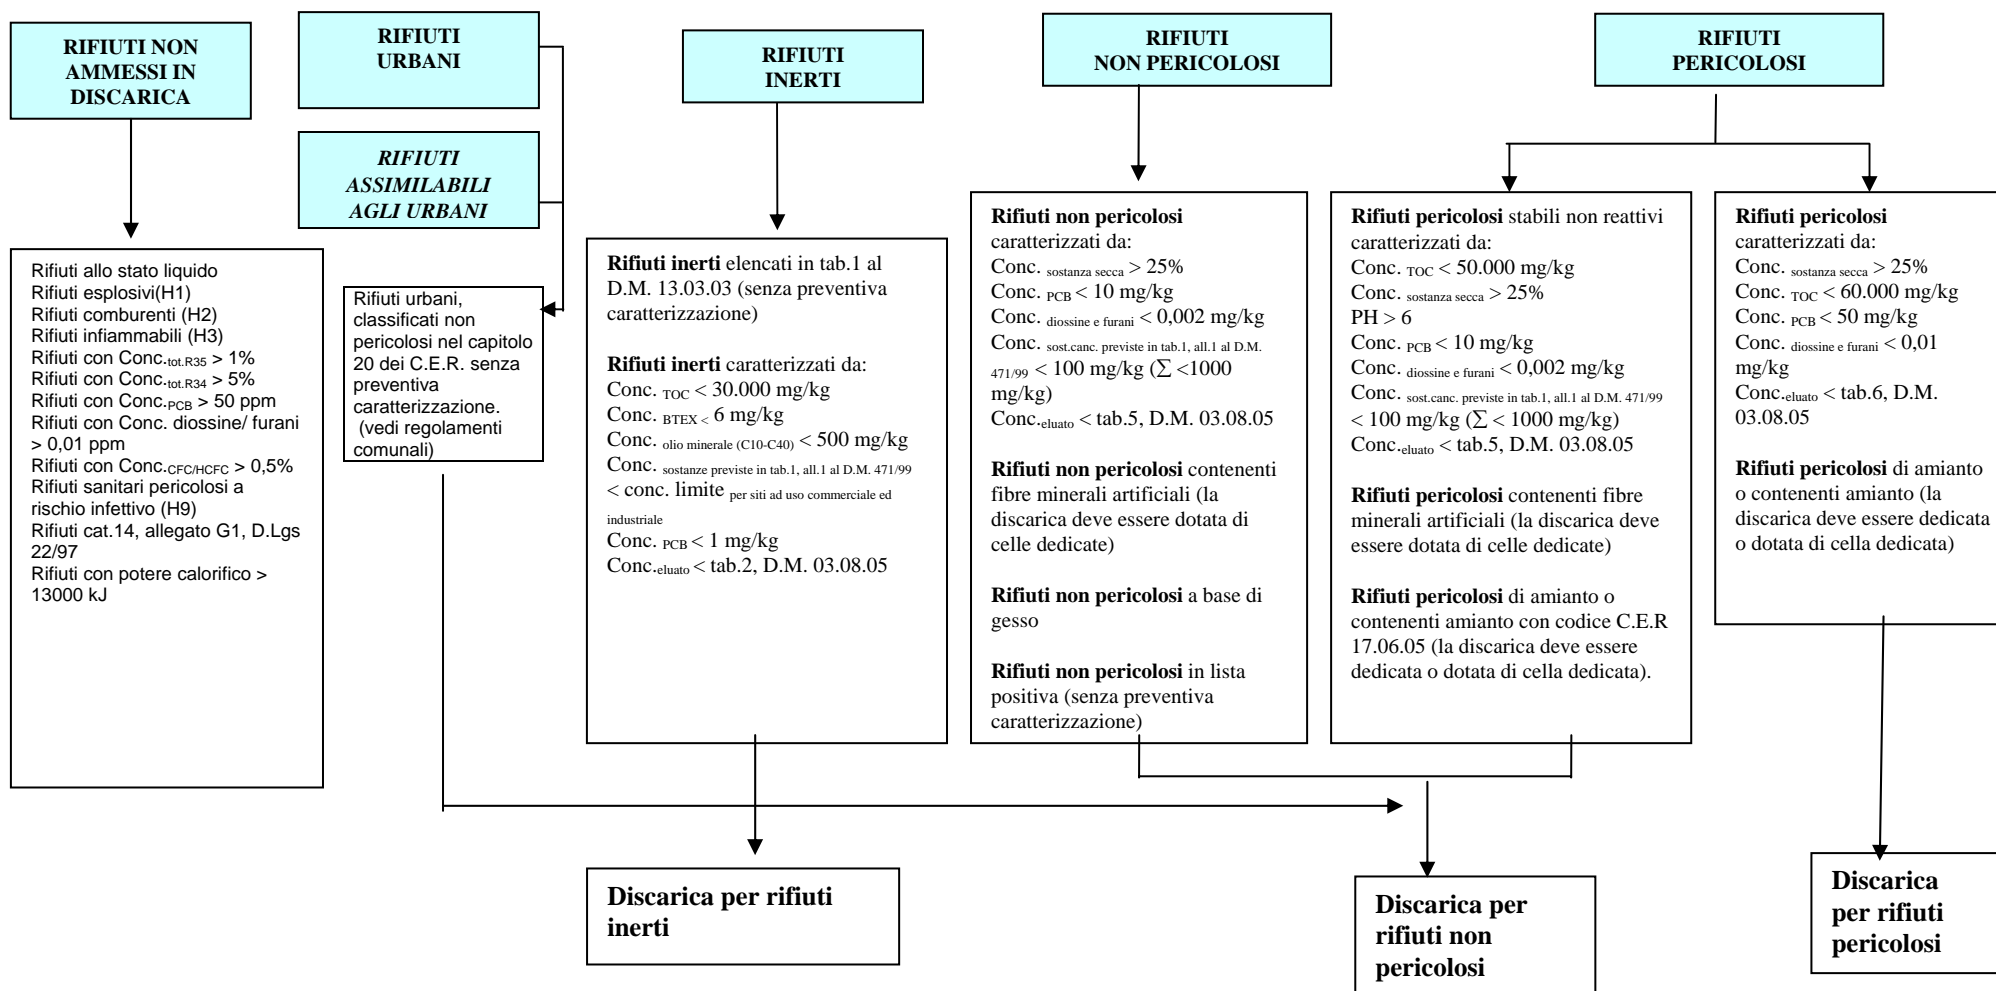 RIFIUTI NON
AMMESSI IN
DISCARICA
RIFIUTI
URBANI
RIFIUTI
ASSIMILABILI
AGLI URBANI
RIFIUTI
INERTI
RIFIUTI
NON PERICOLOSI
RIFIUTI
PERICOLOSI
Rifiuti allo stato liquido
Rifiuti esplosivi(H1)
Rifiuti comburenti (H2)
Rifiuti infiammabili (H3)
Rifiuti con Conc.tot.R35 > 1%
Rifiuti con Conc.tot.R34 > 5%
Rifiuti con Conc.PCB > 50 ppm
Rifiuti con Conc. diossine/ furani
> 0,01 ppm
Rifiuti con Conc.CFC/HCFC > 0,5%
Rifiuti sanitari pericolosi a
rischio infettivo (H9)
Rifiuti cat.14, allegato G1, D.Lgs
22/97
Rifiuti con potere calorifico >
13000 kJ
Rifiuti urbani,
classificati non
pericolosi nel capitolo
20 dei C.E.R. senza
preventiva
caratterizzazione.
(vedi regolamenti
comunali)
Rifiuti inerti elencati in tab.1 al
D.M. 13.03.03 (senza preventiva
caratterizzazione)
Rifiuti inerti caratterizzati da:
Conc. TOC < 30.000 mg/kg
Conc. BTEX < 6 mg/kg
Conc. olio minerale (C10-C40) < 500 mg/kg
Conc. sostanze previste in tab.1, all.1 al D.M. 471/99
< conc. limite per siti ad uso commerciale ed
industriale
Conc. PCB < 1 mg/kg
Conc.eluato < tab.2, D.M. 03.08.05
Rifiuti non pericolosi
caratterizzati da:
Conc. sostanza secca > 25%
Conc. PCB < 10 mg/kg
Conc. diossine e furani < 0,002 mg/kg
Conc. sost.canc. previste in tab.1, all.1 al D.M.
471/99 < 100 mg/kg (∑ <1000
mg/kg)
Conc.eluato < tab.5, D.M. 03.08.05
Rifiuti non pericolosi contenenti
fibre minerali artificiali (la
discarica deve essere dotata di
celle dedicate)
Rifiuti non pericolosi a base di
gesso
Rifiuti non pericolosi in lista
positiva (senza preventiva
caratterizzazione)
Rifiuti pericolosi stabili non reattivi
caratterizzati da:
Conc. TOC < 50.000 mg/kg
Conc. sostanza secca > 25%
PH > 6
Conc. PCB < 10 mg/kg
Conc. diossine e furani < 0,002 mg/kg
Conc. sost.canc. previste in tab.1, all.1 al D.M. 471/99
< 100 mg/kg (∑ < 1000 mg/kg)
Conc.eluato < tab.5, D.M. 03.08.05
Rifiuti pericolosi contenenti fibre
minerali artificiali (la discarica deve
essere dotata di celle dedicate)
Rifiuti pericolosi di amianto o
contenenti amianto con codice C.E.R
17.06.05 (la discarica deve essere
dedicata o dotata di cella dedicata).
Rifiuti pericolosi
caratterizzati da:
Conc. sostanza secca > 25%
Conc. TOC < 60.000 mg/kg
Conc. PCB < 50 mg/kg
Conc. diossine e furani < 0,01
mg/kg
Conc.eluato < tab.6, D.M.
03.08.05
Rifiuti pericolosi di amianto
o contenenti amianto (la
discarica deve essere dedicata
o dotata di cella dedicata)
Discarica per rifiuti
inerti
Discarica per
rifiuti non
pericolosi
Discarica
per rifiuti
pericolosi